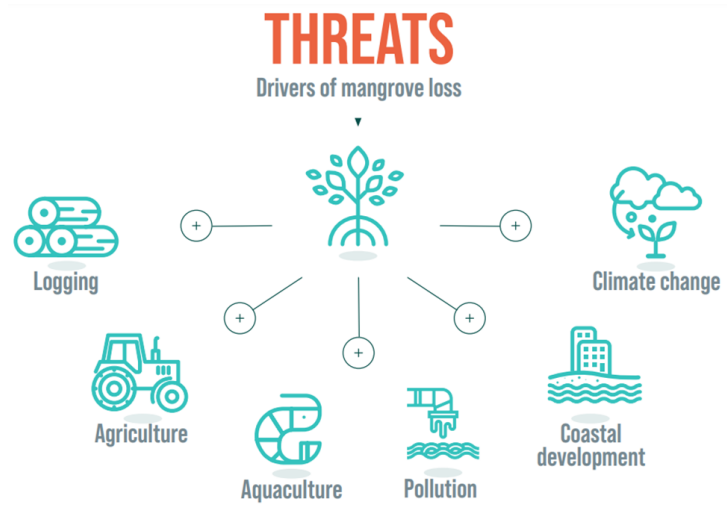 THREATS
Drivers of mangrove loss
Logging
Climate change
Agriculture
Aquaculture
Pollution
Coastal
development